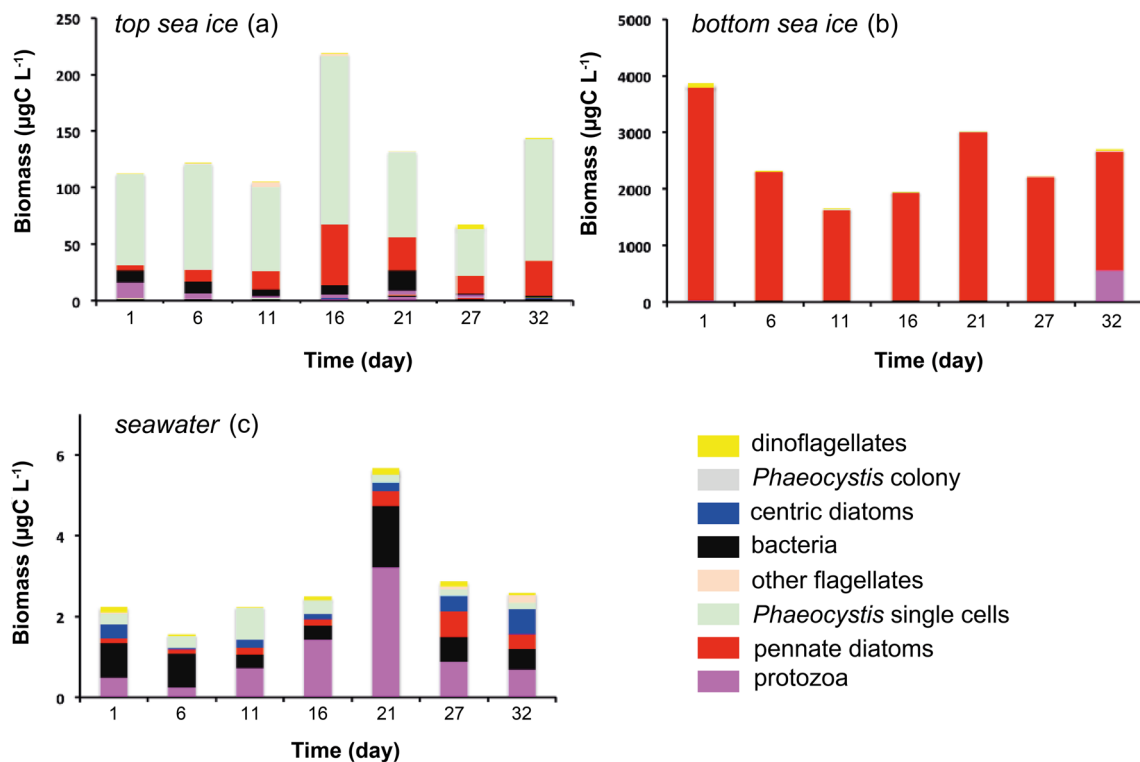 top sea ice (a)
Biomass (µgC L-1)
250
200
150
100
50
0
1 6 11 16 21 27 32
Time (day)
bottom sea ice (b)
Biomass (µgC L-1)
5000
4000
3000
2000
1000
0
1 6 11 16 21 27 32
Time (day)
seawater (c)
Biomass (µgC L-1)
6
4
2
0
1 6 11 16 21 27 32
Time (day)
dinoflagellates
Phaeocystis colony
centric diatoms
bacteria
other flagellates
Phaeocystis single cells
pennate diatoms
protozoa